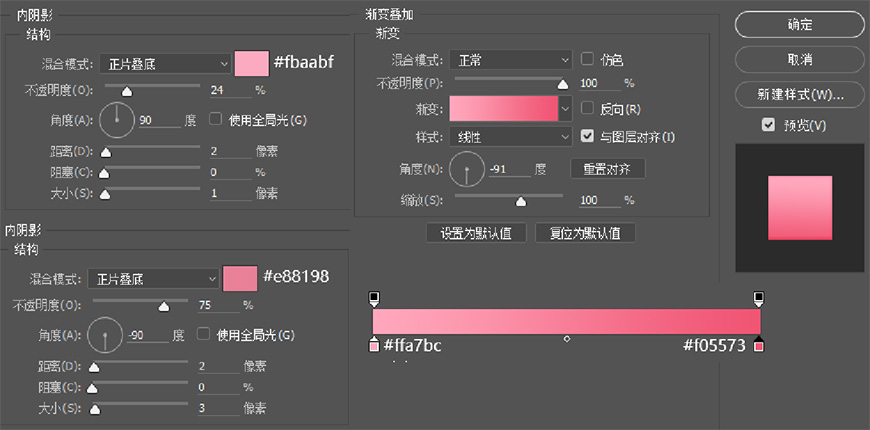 内阴影
结构
混合模式: 正片叠底 #fbaabf
不透明度(O): 24 %
角度(A): 90 度 使用全局光(G)
距离(D): 2 像素
阻塞(C): 0 %
大小(S): 1 像素
内阴影
结构
混合模式: 正片叠底 #e88198
不透明度(O): 75 %
角度(A): -90 度 使用全局光(G)
距离(D): 2 像素
阻塞(C): 0 %
大小(S): 3 像素
渐变叠加
渐变
混合模式: 正常 仿色
不透明度(P): 100 %
渐变: 反向(R)
样式: 线性 与图层对齐(I)
角度(N): -91 度 重置对齐
缩放(S): 100 %
设置为默认值 复位为默认值
#ffa7bc #f05573
确定
取消
新建样式(W)...
预览(V)